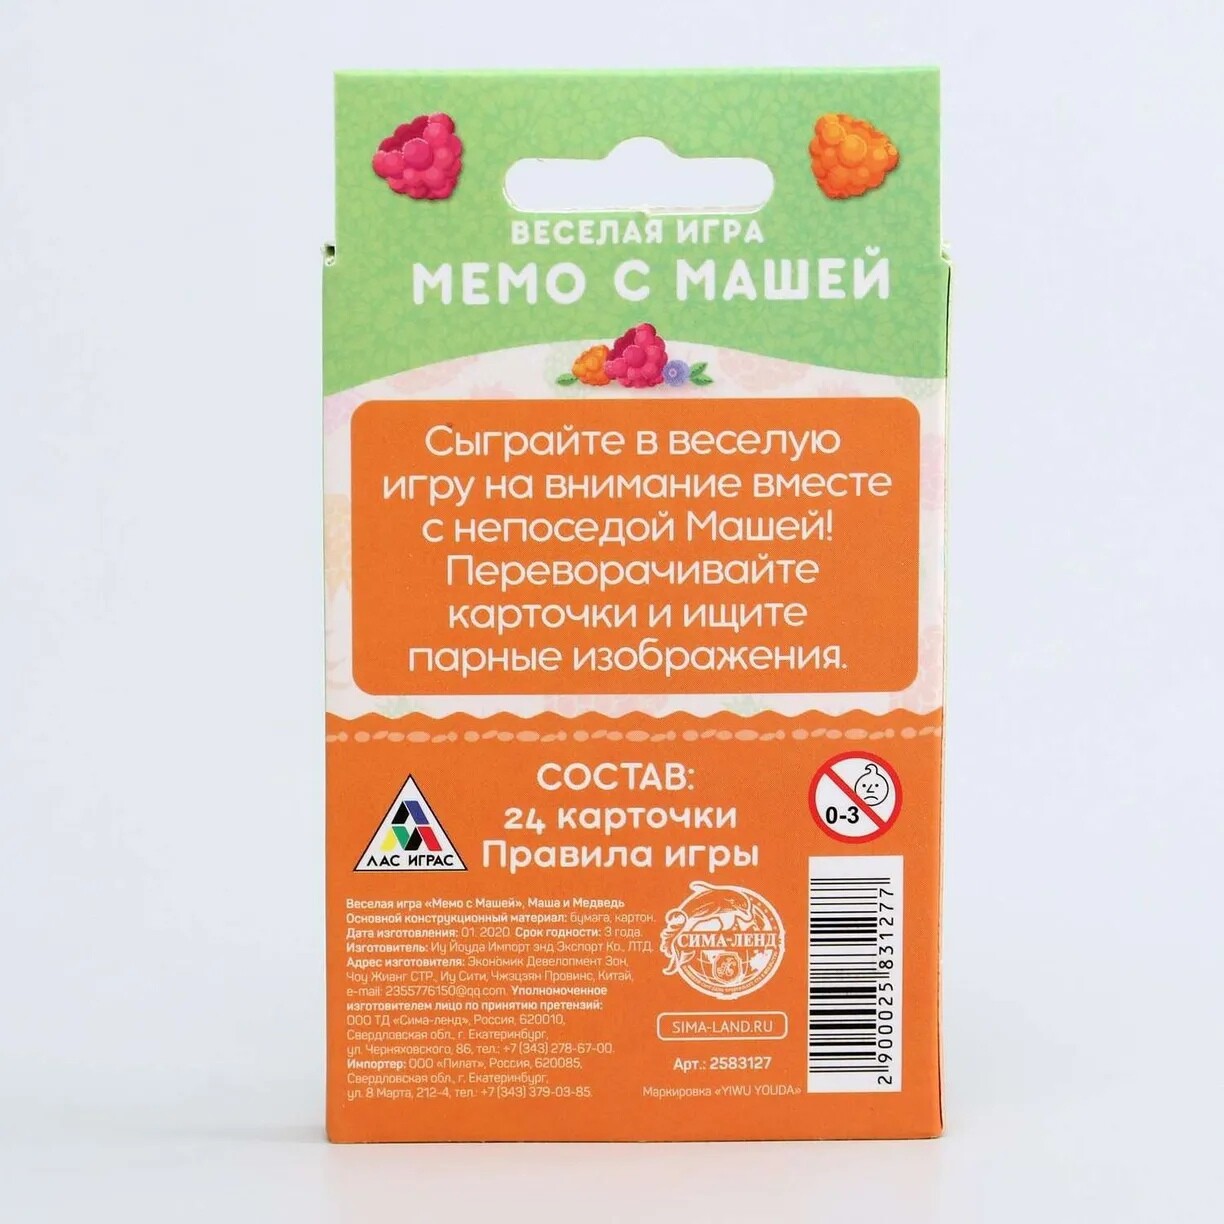 ВЕСЕЛАЯ ИГРА
МЕМО С МАШЕЙ
Сыграйте в веселую
игру на внимание вместе
с непоседой Машей!
Переворачивайте
карточки и ищите
парные изображения.
СОСТАВ:
24 карточки
Правила игры
0-3
ЛАС ИГРАС
Веселая игра «Мемо с Машей», Маша и Медведь
Основной конструкционный материал: бумага, картон.
Дата изготовления: 01. 2020. Срок годности: 3 года.
Изготовитель: Иу Йоуда Импорт энд Экспорт Ко., ЛТД.
Адрес изготовителя: Экономик Девелопмент Зон,
Чоу Жианг СТР., Иу Сити, Чжэцзян Провинс, Китай,
e-mail: 2355776150@qq.com. Уполномоченное
изготовителем лицо по принятию претензий:
ООО ТД «Сима-ленд», Россия, 620010,
Свердловская обл., г. Екатеринбург,
ул. Черняховского, 86, тел.: +7 (343) 278-67-00.
Импортер: ООО «Пилат», Россия, 620085,
Свердловская обл., г. Екатеринбург,
ул. 8 Марта, 212-4, тел.: +7 (343) 379-03-85.
СИМА-ЛЕНД
SIMA-LAND.RU
Арт.: 2583127
Маркировка «YIWU YOUDA»
2 900025 831277